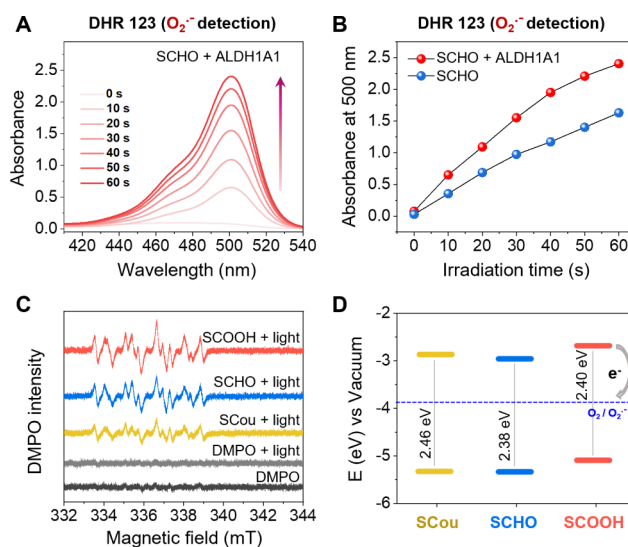 A
DHR 123 (O₂·⁻ detection)
SCHO + ALDH1A1
0 s
10 s
20 s
30 s
40 s
50 s
60 s
2.5
2.0
1.5
1.0
0.5
0.0
Absorbance
420 440 460 480 500 520 540
Wavelength (nm)
B
DHR 123 (O₂·⁻ detection)
SCHO + ALDH1A1
SCHO
2.5
2.0
1.5
1.0
0.5
0.0
Absorbance at 500 nm
0 10 20 30 40 50 60
Irradiation time (s)
C
SCOOH + light
SCHO + light
SCou + light
DMPO + light
DMPO
DMPO intensity
332 334 336 338 340 342 344
Magnetic field (mT)
D
-2
-3
-4
-5
-6
E (eV) vs Vacuum
2.46 eV
2.38 eV
2.40 eV
e⁻
O₂ / O₂·⁻
SCou SCHO SCOOH